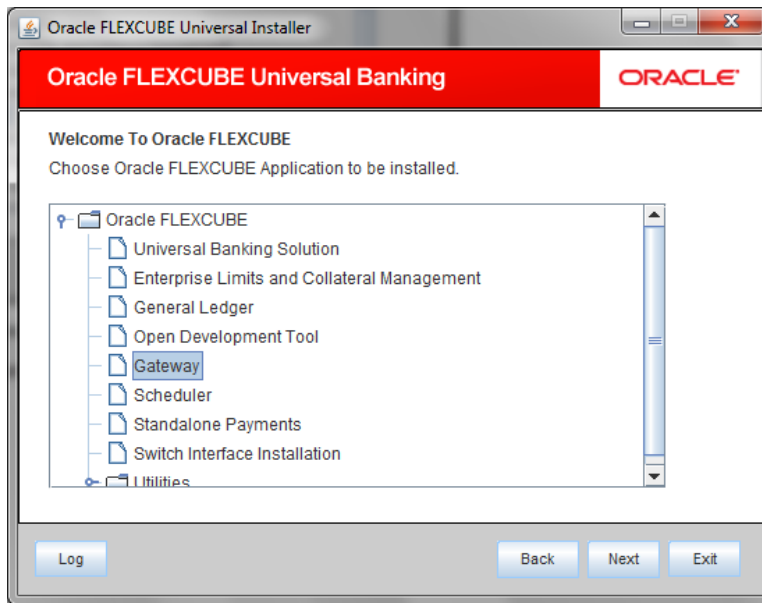 Oracle FLEXCUBE Universal Installer
Oracle FLEXCUBE Universal Banking
ORACLE
Welcome To Oracle FLEXCUBE
Choose Oracle FLEXCUBE Application to be installed.
Oracle FLEXCUBE
Universal Banking Solution
Enterprise Limits and Collateral Management
General Ledger
Open Development Tool
Gateway
Scheduler
Standalone Payments
Switch Interface Installation
Utilities
Log Back Next Exit